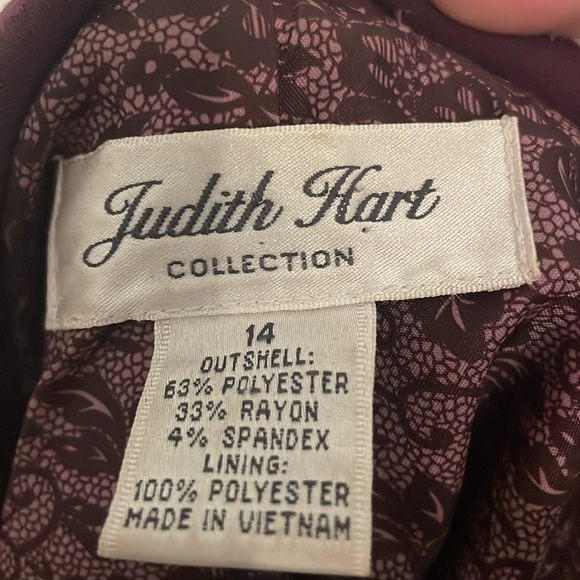 Judith Hart
COLLECTION
14
OUTSHELL:
63% POLYESTER
33% RAYON
4% SPANDEX
LINING:
100% POLYESTER
MADE IN VIETNAM